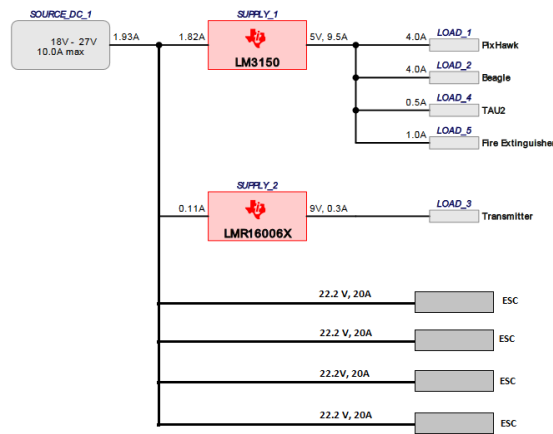 SOURCE_DC_1
18V - 27V
10.0A max
1.93A
SUPPLY_1
1.82A
LM3150
5V, 9.5A
4.0A
LOAD_1
PixHawk
4.0A
LOAD_2
Beagle
0.5A
LOAD_4
TAU2
1.0A
LOAD_5
Fire Extinguisher
SUPPLY_2
0.11A
LMR16006X
9V, 0.3A
LOAD_3
Transmitter
22.2 V, 20A
ESC
22.2 V, 20A
ESC
22.2V, 20A
ESC
22.2 V, 20A
ESC